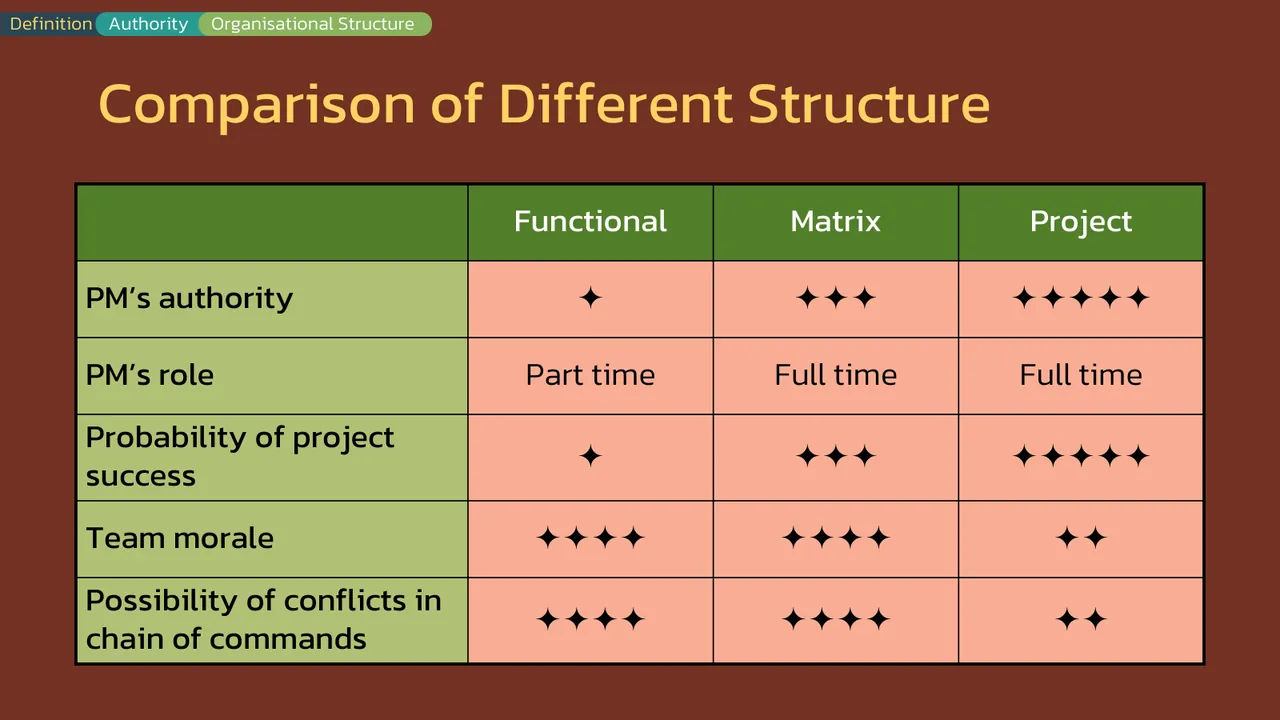 Definition Authority Organisational Structure
Comparison of Different Structure
Functional Matrix Project
PM’s authority ✦ ✦✦✦ ✦✦✦✦✦
PM’s role Part time Full time Full time
Probability of project
success ✦ ✦✦✦ ✦✦✦✦✦
Team morale ✦✦✦✦ ✦✦✦✦ ✦✦
Possibility of conflicts in
chain of commands ✦✦✦✦ ✦✦✦✦ ✦✦